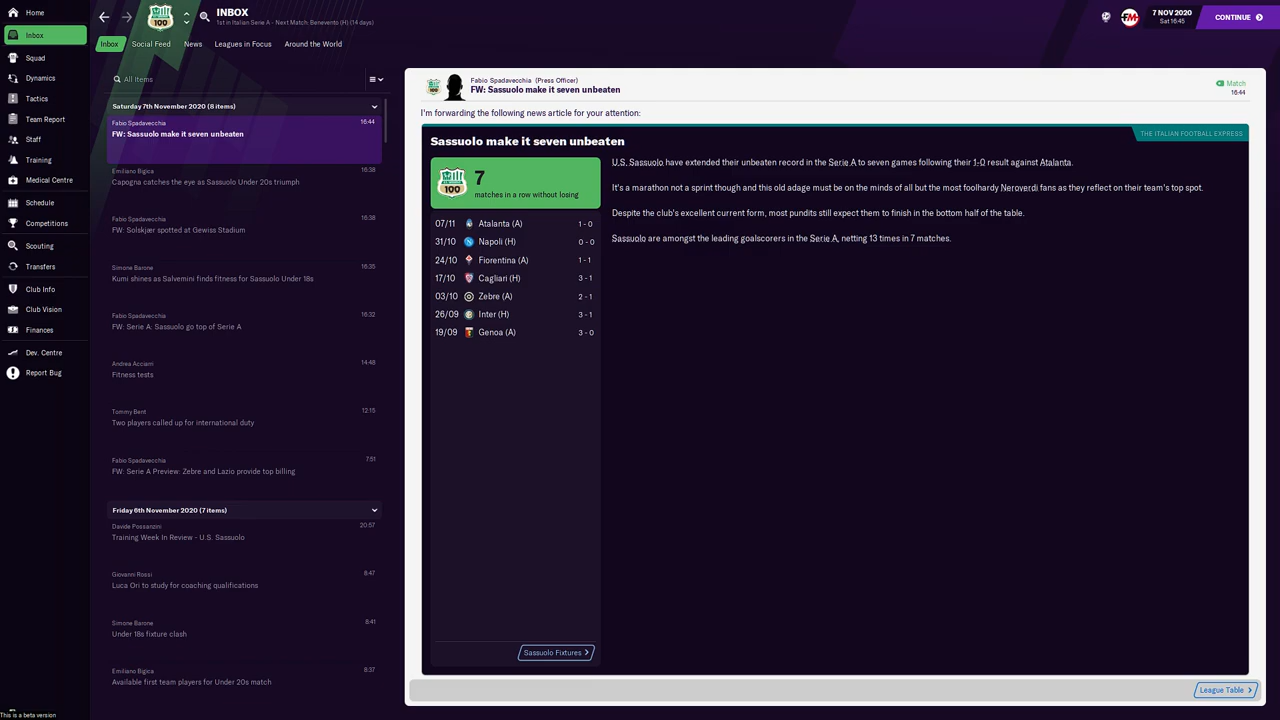 Home
Inbox
Squad
Dynamics
Tactics
Team Report
Staff
Training
Medical Centre
Schedule
Competitions
Scouting
Transfers
Club Info
Club Vision
Finances
Dev. Centre
Report Bug
This is a beta version
100
INBOX
1st in Italian Serie A - Next Match: Benevento (H) (14 days)
FM
7 NOV 2020
Sat 16:45
CONTINUE
Inbox
Social Feed
News
Leagues in Focus
Around the World
All Items
Saturday 7th November 2020 (8 items)
Fabio Spadavecchia 16:44
FW: Sassuolo make it seven unbeaten
Emiliano Bigica 16:38
Capogna catches the eye as Sassuolo Under 20s triumph
Fabio Spadavecchia 16:38
FW: Solskjær spotted at Gewiss Stadium
Simone Barone 16:35
Kumi shines as Salvemini finds fitness for Sassuolo Under 18s
Fabio Spadavecchia 16:32
FW: Serie A: Sassuolo go top of Serie A
Andrea Acciarri 14:48
Fitness tests
Tommy Bent 12:15
Two players called up for international duty
Fabio Spadavecchia 7:51
FW: Serie A Preview: Zebre and Lazio provide top billing
Friday 6th November 2020 (7 items)
Davide Possanzini 20:57
Training Week In Review - U.S. Sassuolo
Giovanni Rossi 8:47
Luca Ori to study for coaching qualifications
Simone Barone 8:41
Under 18s fixture clash
Emiliano Bigica 8:37
Available first team players for Under 20s match
Fabio Spadavecchia (Press Officer)
FW: Sassuolo make it seven unbeaten
Match
16:44
I'm forwarding the following news article for your attention:
THE ITALIAN FOOTBALL EXPRESS
Sassuolo make it seven unbeaten
100
7
matches in a row without losing
07/11 Atalanta (A) 1 - 0
31/10 Napoli (H) 0 - 0
24/10 Fiorentina (A) 1 - 1
17/10 Cagliari (H) 3 - 1
03/10 Zebre (A) 2 - 1
26/09 Inter (H) 3 - 1
19/09 Genoa (A) 3 - 0
Sassuolo Fixtures
U.S. Sassuolo have extended their unbeaten record in the Serie A to seven games following their 1-0 result against Atalanta.
It's a marathon not a sprint though and this old adage must be on the minds of all but the most foolhardy Neroverdi fans as they reflect on their team's top spot.
Despite the club's excellent current form, most pundits still expect them to finish in the bottom half of the table.
Sassuolo are amongst the leading goalscorers in the Serie A, netting 13 times in 7 matches.
League Table